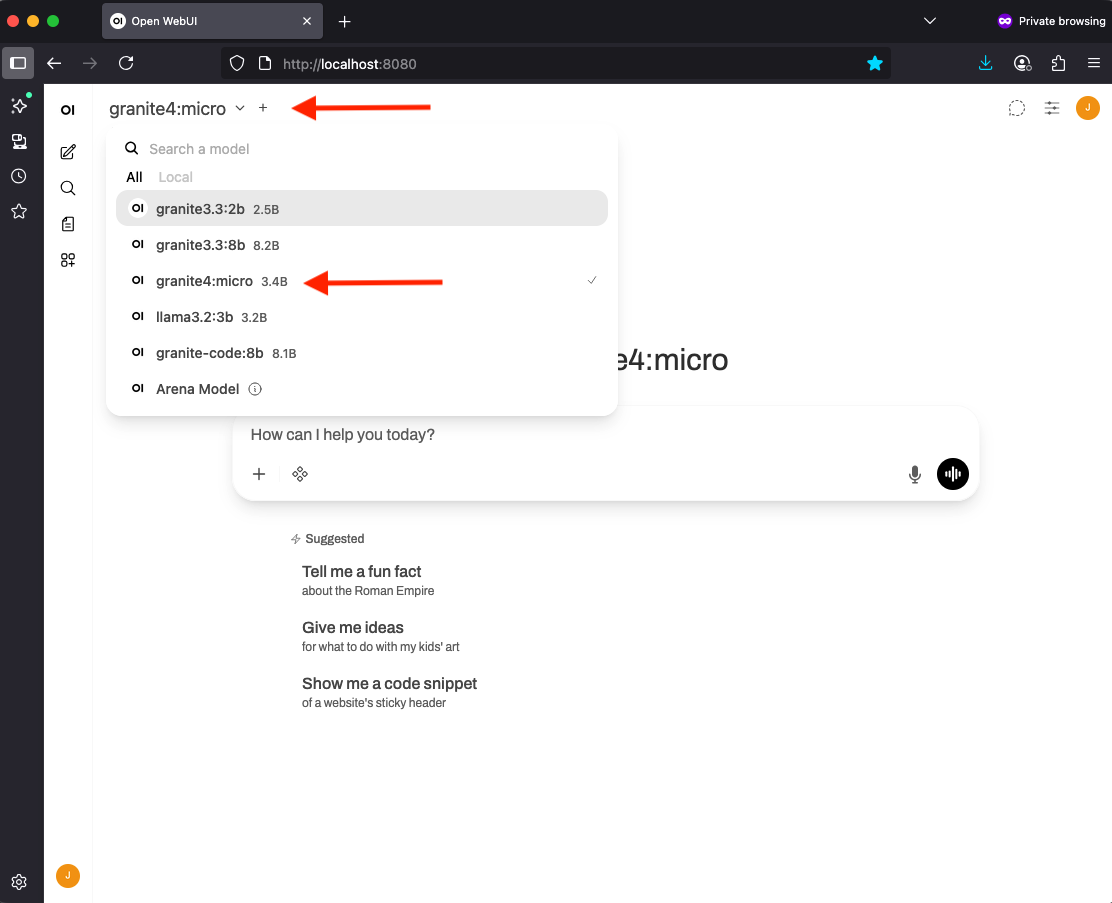 OI Open WebUI
Private browsing
http://localhost:8080
OI
granite4:micro
J
Search a model
All Local
OI granite3.3:2b 2.5B
OI granite3.3:8b 8.2B
OI granite4:micro 3.4B
OI llama3.2:3b 3.2B
OI granite-code:8b 8.1B
OI Arena Model
e4:micro
How can I help you today?
Suggested
Tell me a fun fact
about the Roman Empire
Give me ideas
for what to do with my kids' art
Show me a code snippet
of a website's sticky header
J